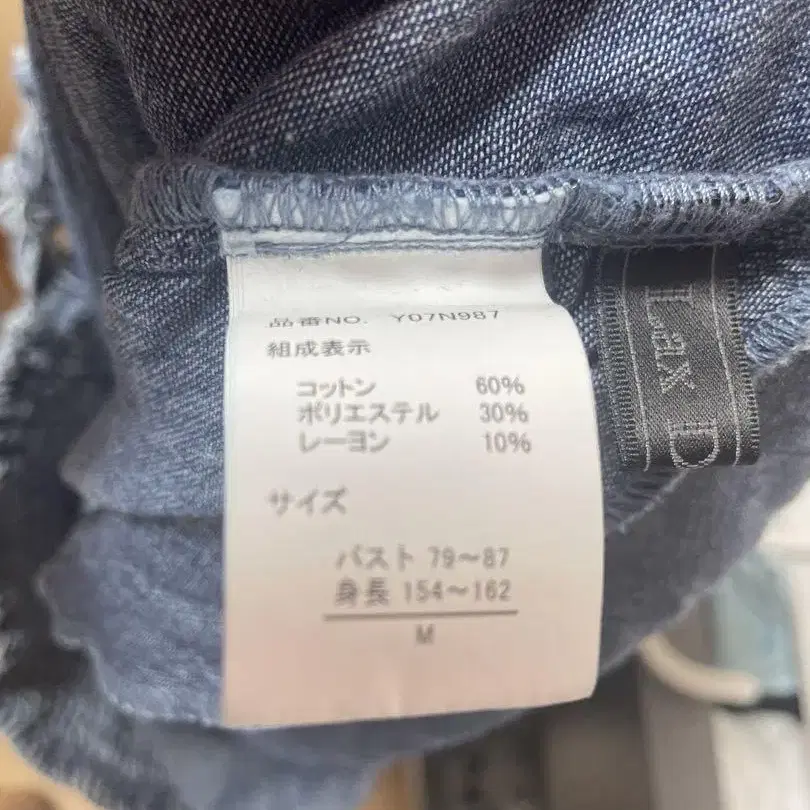 品番NO. Y07N987
組成表示
コットン 60%
ポリエステル 30%
レーヨン 10%
サイズ
バスト 79～87
身長 154～162
M
LAX D